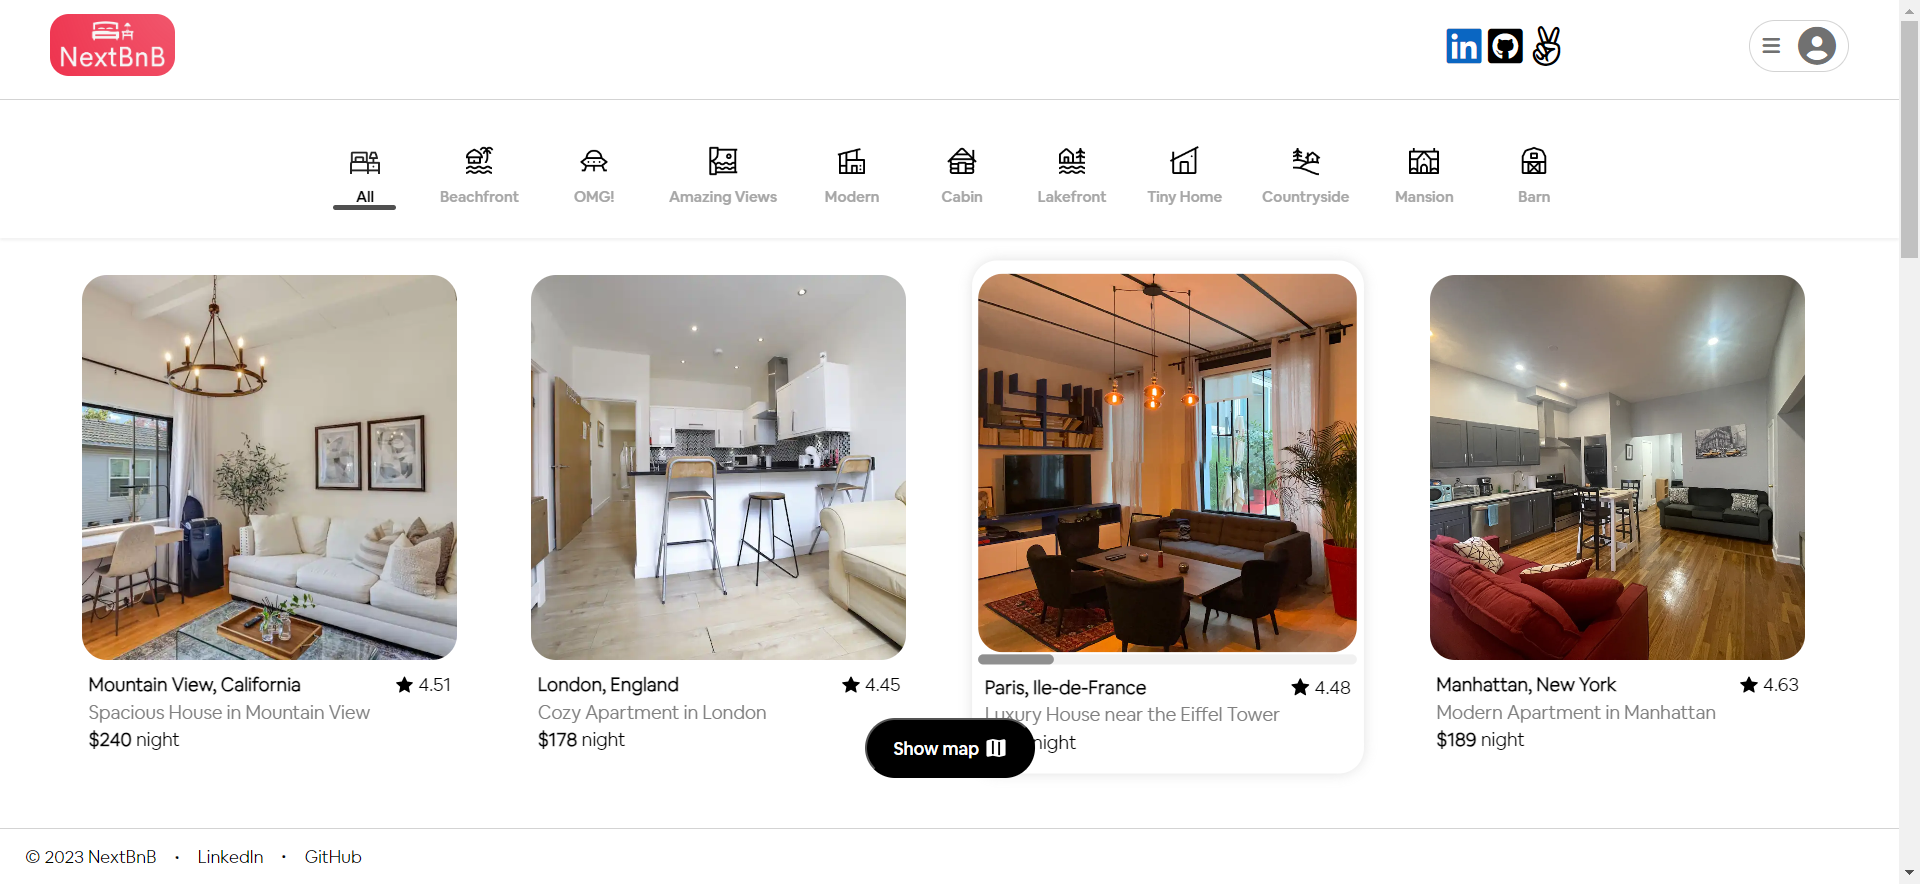 NextBnB
in
All
Beachfront
OMG!
Amazing Views
Modern
Cabin
Lakefront
Tiny Home
Countryside
Mansion
Barn
Mountain View, California
4.51
Spacious House in Mountain View
$240 night
London, England
4.45
Cozy Apartment in London
$178 night
Paris, Ile-de-France
4.48
Luxury House near the Eiffel Tower
night
Manhattan, New York
4.63
Modern Apartment in Manhattan
$189 night
Show map
© 2023 NextBnB · LinkedIn · GitHub